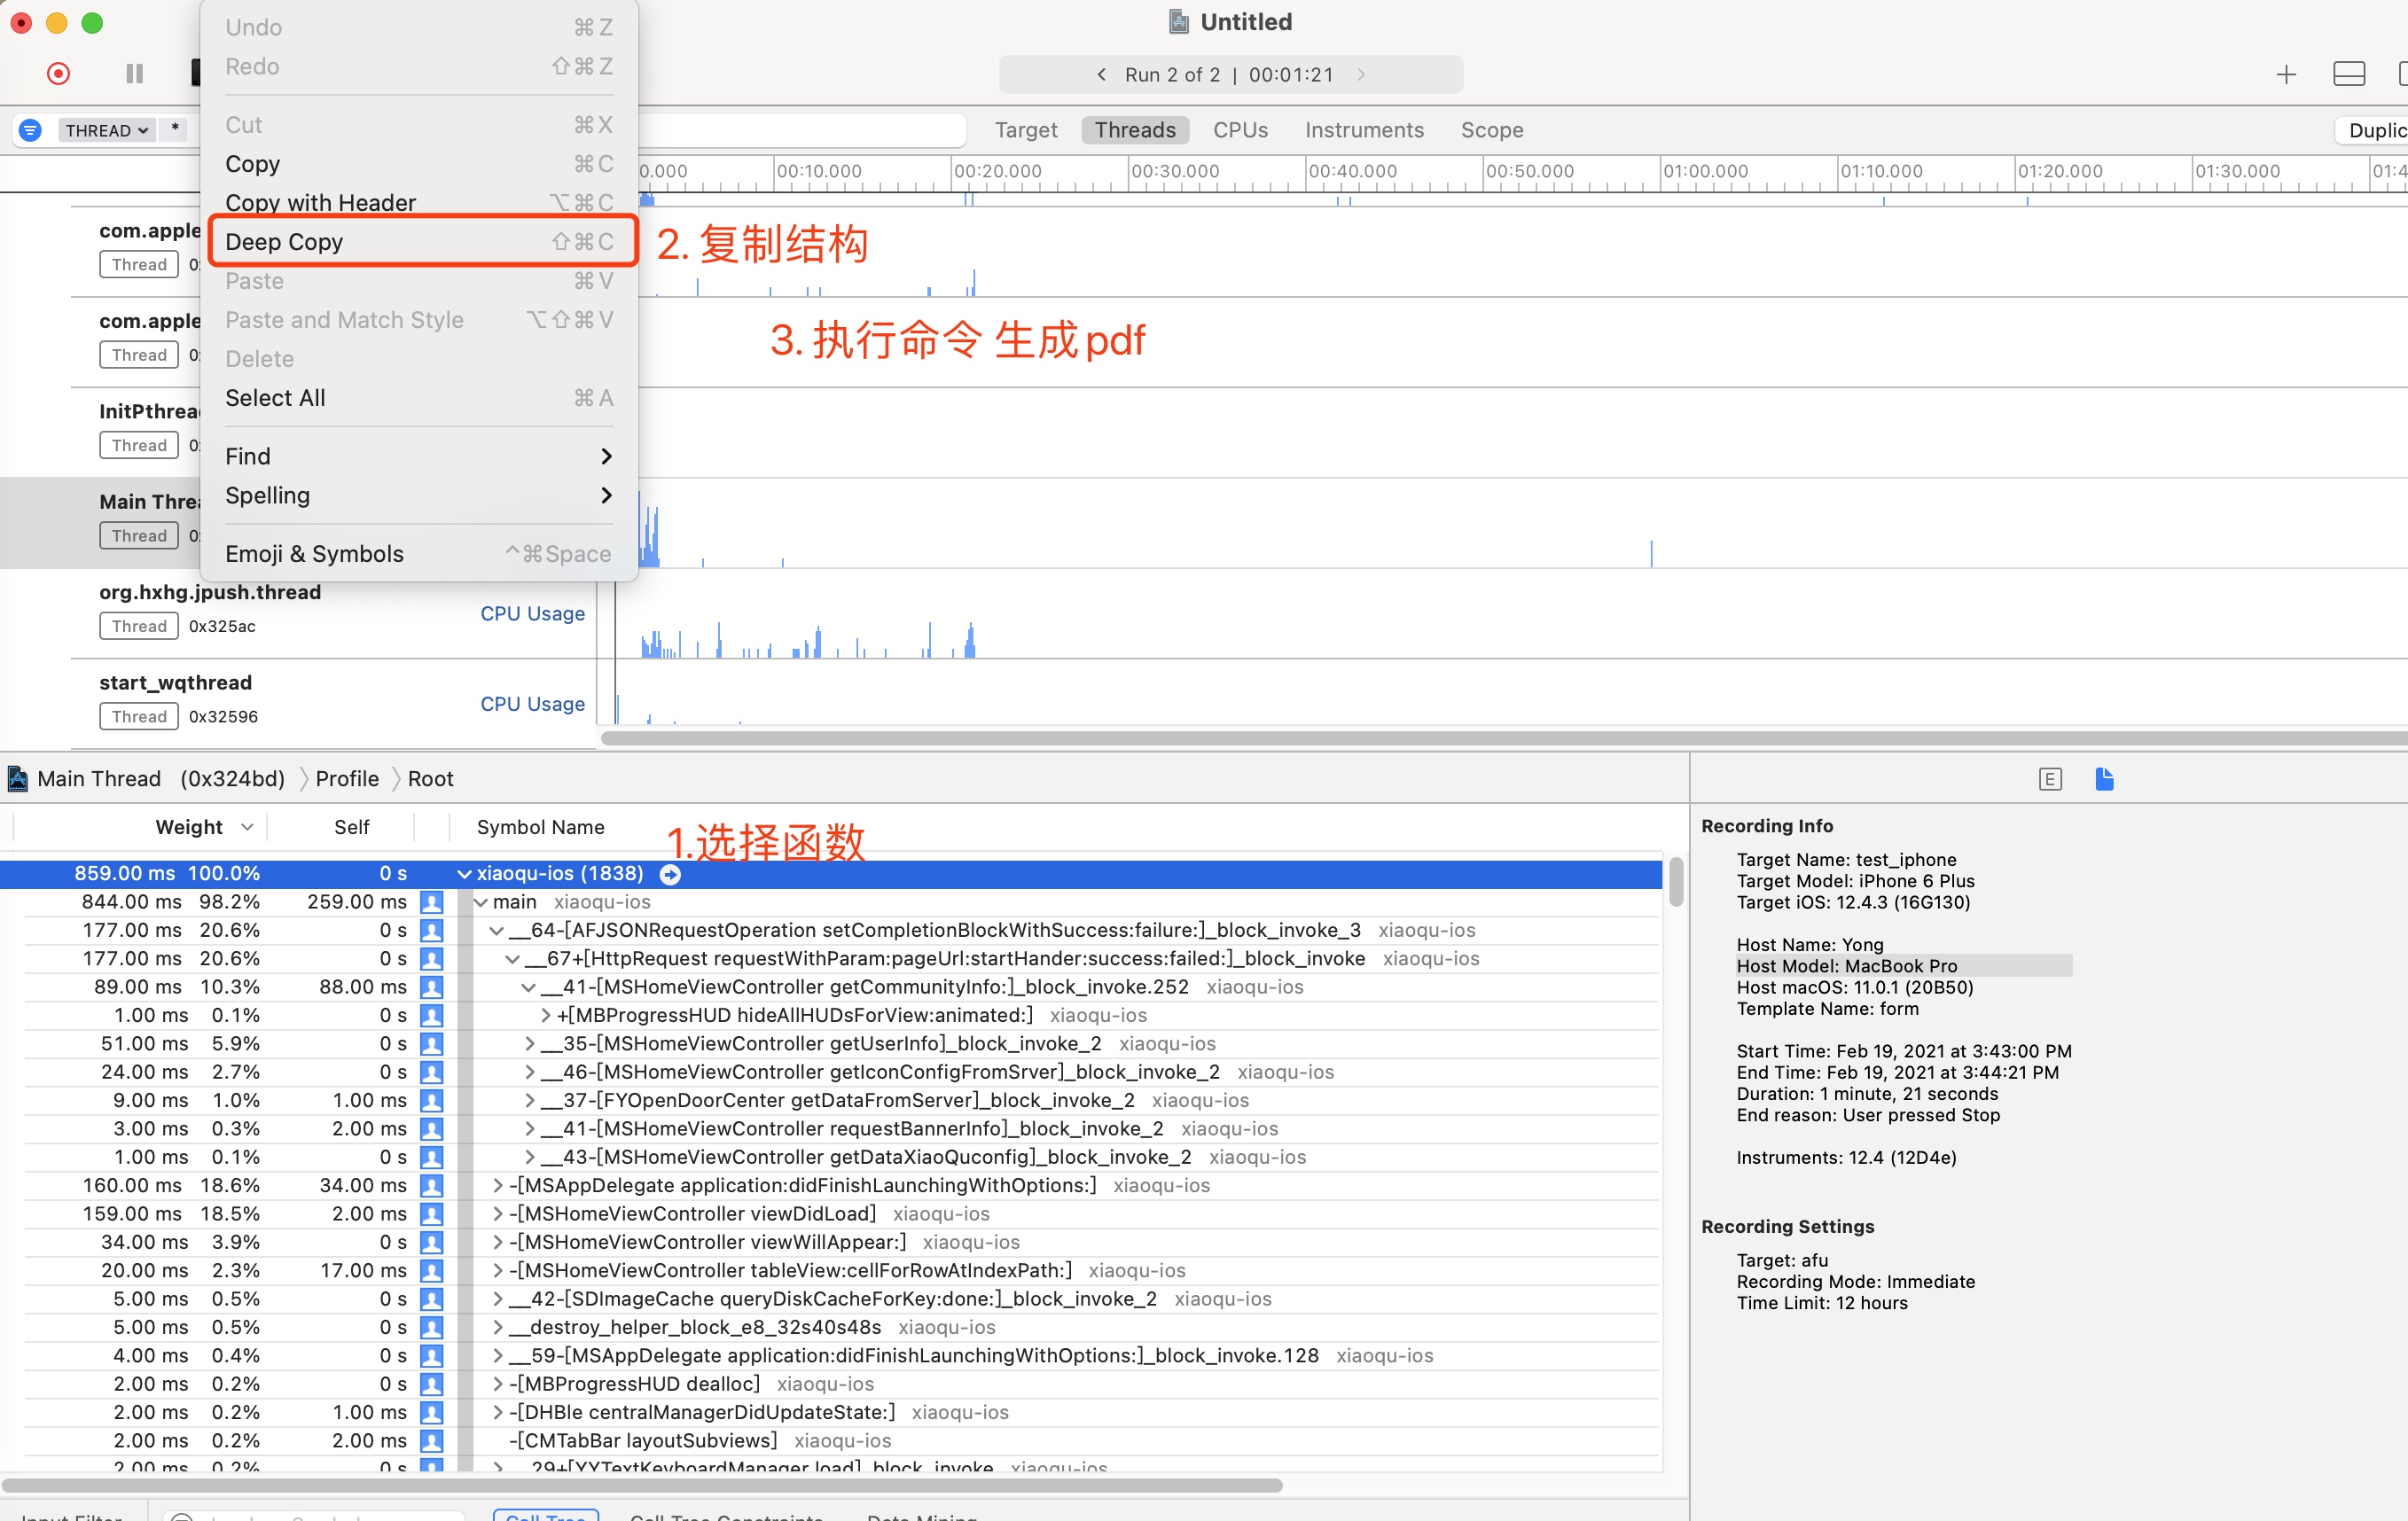 Untitled
Run 2 of 2 | 00:01:21
THREAD *
Target Threads CPUs Instruments Scope
Undo ⌘Z
Redo ⇧⌘Z
Cut ⌘X
Copy ⌘C
Copy with Header ⌥⌘C
Deep Copy ⇧⌘C
Paste ⌘V
Paste and Match Style ⌥⇧⌘V
Delete
Select All ⌘A
Find
Spelling
Emoji & Symbols ^⌘Space
00:10.000 00:20.000 00:30.000 00:40.000 00:50.000 01:00.000 01:10.000 01:20.000 01:30.000
2. 复制结构
3. 执行命令 生成pdf
com.apple
Thread
com.apple
Thread
Thread
Thread
org.hxhg.jpush.thread
Thread 0x325ac
CPU Usage
start_wqthread
Thread 0x32596
CPU Usage
Main Thread (0x324bd) Profile Root
Weight Self Symbol Name
1.选择函数
859.00 ms 100.0% 0 s xiaoqu-ios (1838)
844.00 ms 98.2% 259.00 ms main xiaoqu-ios
177.00 ms 20.6% 0 s __64-[AFJSONRequestOperation setCompletionBlockWithSuccess:failure:]_block_invoke_3 xiaoqu-ios
177.00 ms 20.6% 0 s __67+[HttpRequest requestWithParam:pageUrl:startHander:success:failed:]_block_invoke xiaoqu-ios
89.00 ms 10.3% 88.00 ms __41-[MSHomeViewController getCommunityInfo:]_block_invoke.252 xiaoqu-ios
1.00 ms 0.1% 0 s +[MBProgressHUD hideAllHUDsForView:animated:] xiaoqu-ios
51.00 ms 5.9% 0 s __35-[MSHomeViewController getUserInfo]_block_invoke_2 xiaoqu-ios
24.00 ms 2.7% 0 s __46-[MSHomeViewController getIconConfigFromSrver]_block_invoke_2 xiaoqu-ios
9.00 ms 1.0% 1.00 ms __37-[FYOpenDoorCenter getDataFromServer]_block_invoke_2 xiaoqu-ios
3.00 ms 0.3% 2.00 ms __41-[MSHomeViewController requestBannerInfo]_block_invoke_2 xiaoqu-ios
1.00 ms 0.1% 0 s __43-[MSHomeViewController getDataXiaoQuconfig]_block_invoke_2 xiaoqu-ios
160.00 ms 18.6% 34.00 ms -[MSAppDelegate application:didFinishLaunchingWithOptions:] xiaoqu-ios
159.00 ms 18.5% 2.00 ms -[MSHomeViewController viewDidLoad] xiaoqu-ios
34.00 ms 3.9% 0 s -[MSHomeViewController viewWillAppear:] xiaoqu-ios
20.00 ms 2.3% 17.00 ms -[MSHomeViewController tableView:cellForRowAtIndexPath:] xiaoqu-ios
5.00 ms 0.5% 0 s __42-[SDImageCache queryDiskCacheForKey:done:]_block_invoke_2 xiaoqu-ios
5.00 ms 0.5% 0 s __destroy_helper_block_e8_32s40s48s xiaoqu-ios
4.00 ms 0.4% 0 s __59-[MSAppDelegate application:didFinishLaunchingWithOptions:]_block_invoke.128 xiaoqu-ios
2.00 ms 0.2% 0 s -[MBProgressHUD dealloc] xiaoqu-ios
2.00 ms 0.2% 1.00 ms -[DHBle centralManagerDidUpdateState:] xiaoqu-ios
2.00 ms 0.2% 2.00 ms -[CMTabBar layoutSubviews] xiaoqu-ios
2.00 ms 0.2% 0 s __29+[YYTextKeyboardManager load]_block_invoke xiaoqu-ios
Call Tree Call Tree Constraints Data Mining
Recording Info
Target Name: test_iphone
Target Model: iPhone 6 Plus
Target iOS: 12.4.3 (16G130)
Host Name: Yong
Host Model: MacBook Pro
Host macOS: 11.0.1 (20B50)
Template Name: form
Start Time: Feb 19, 2021 at 3:43:00 PM
End Time: Feb 19, 2021 at 3:44:21 PM
Duration: 1 minute, 21 seconds
End reason: User pressed Stop
Instruments: 12.4 (12D4e)
Recording Settings
Target: afu
Recording Mode: Immediate
Time Limit: 12 hours